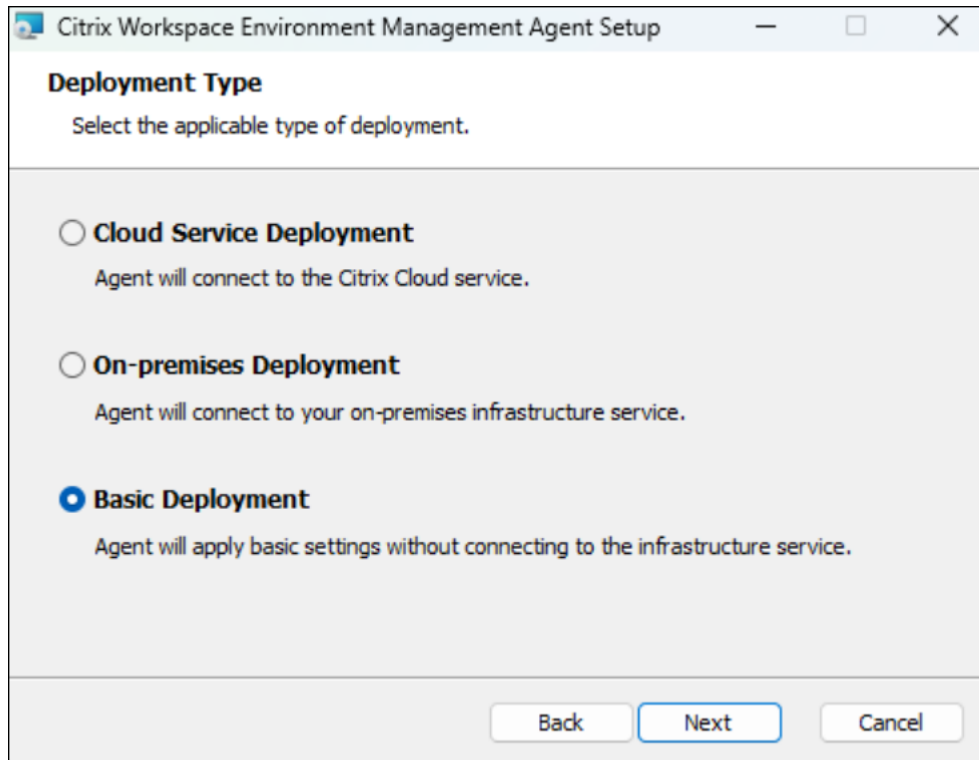 Citrix Workspace Environment Management Agent Setup
Deployment Type
Select the applicable type of deployment.
Cloud Service Deployment
Agent will connect to the Citrix Cloud service.
On-premises Deployment
Agent will connect to your on-premises infrastructure service.
Basic Deployment
Agent will apply basic settings without connecting to the infrastructure service.
Back Next Cancel